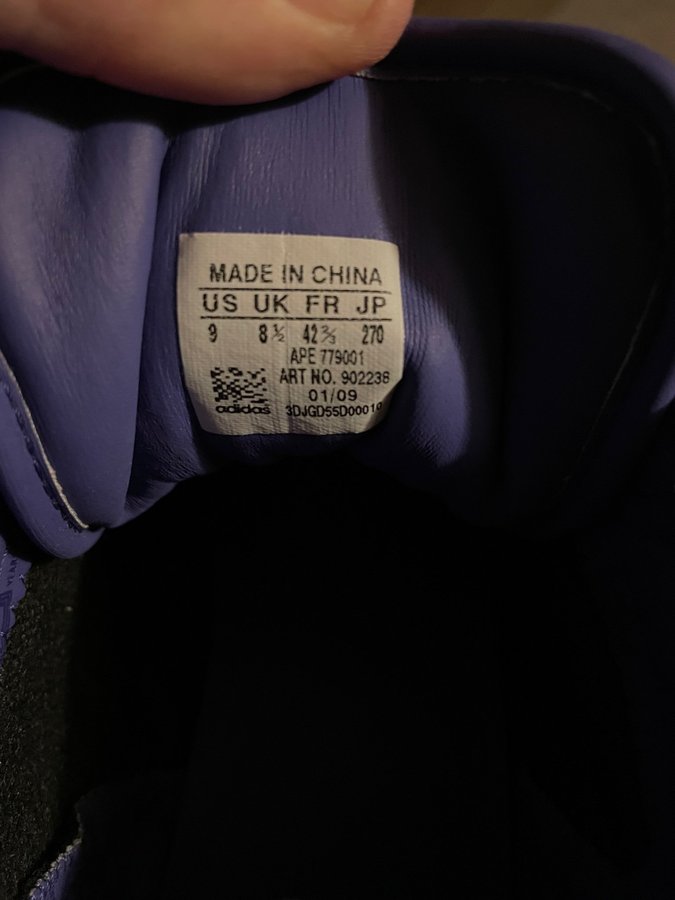 MADE IN CHINA
US UK FR JP
9 8½ 42⅔ 270
APE 779001
ART NO. 902238
01/09
adidas 3DJGD55D00010
YEAR